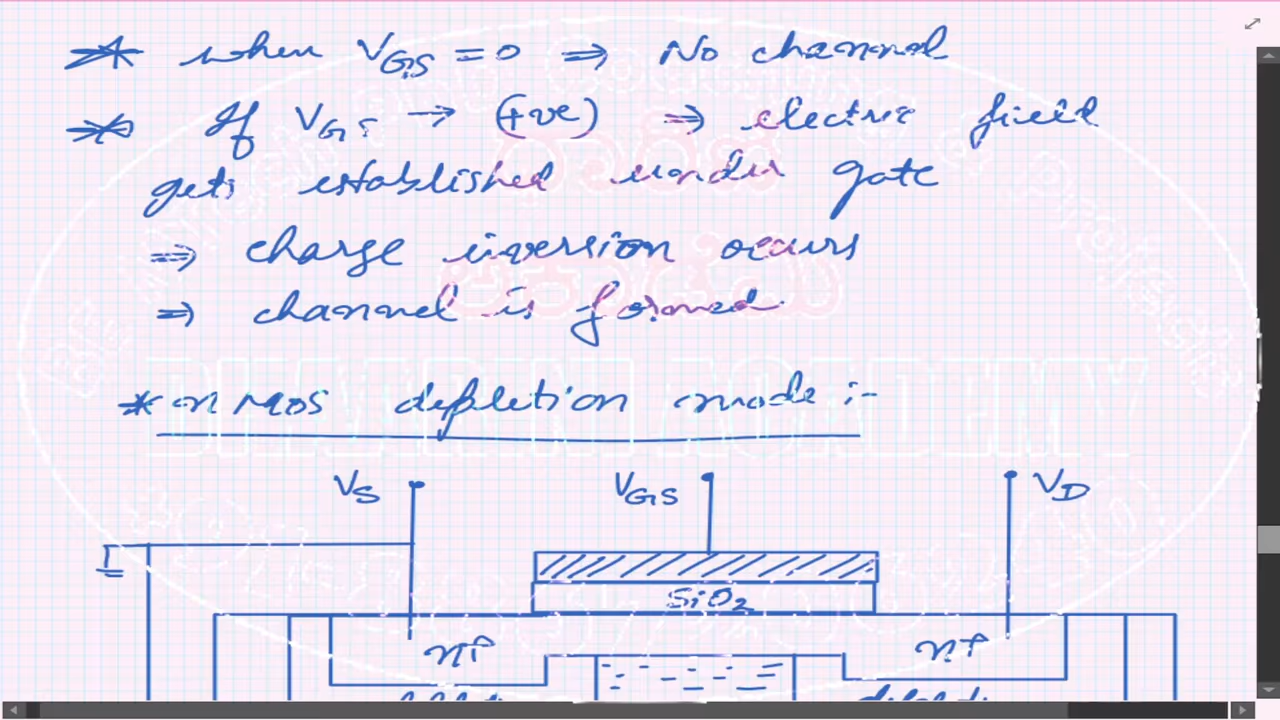 * when VGS = 0 ⇒ No channel
* If VGS → (+ve) ⇒ electric field
gets established under gate
⇒ charge inversion occurs
⇒ channel is formed
* n MOS depletion mode :-
VS VGS VD
SiO2
n+ n+